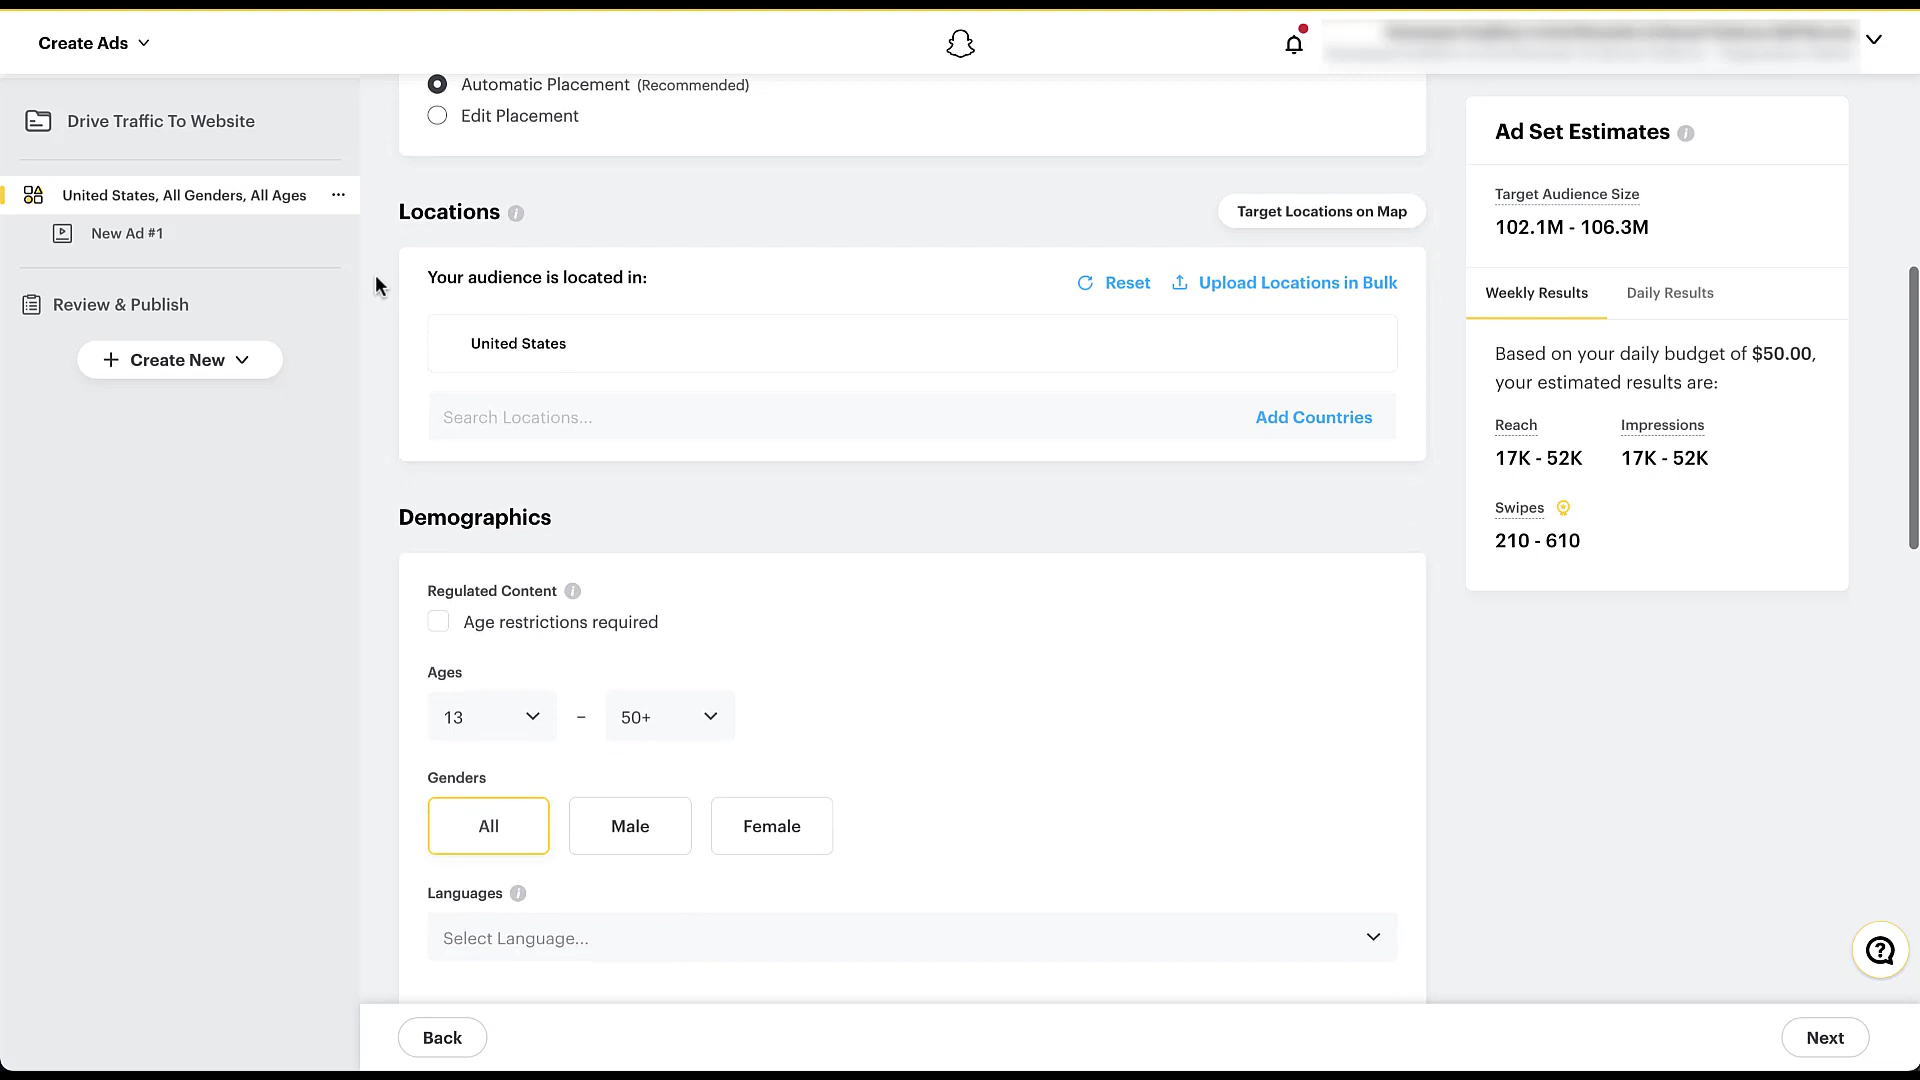 Create Ads
Drive Traffic To Website
United States, All Genders, All Ages
New Ad #1
Review & Publish
+ Create New
Automatic Placement (Recommended)
Edit Placement
Locations
Target Locations on Map
Your audience is located in:
Reset
Upload Locations in Bulk
United States
Search Locations...
Add Countries
Demographics
Regulated Content
Age restrictions required
Ages
13 – 50+
Genders
All
Male
Female
Languages
Select Language...
Back
Next
Ad Set Estimates
Target Audience Size
102.1M - 106.3M
Weekly Results
Daily Results
Based on your daily budget of $50.00,
your estimated results are:
Reach
Impressions
17K - 52K
17K - 52K
Swipes
210 - 610